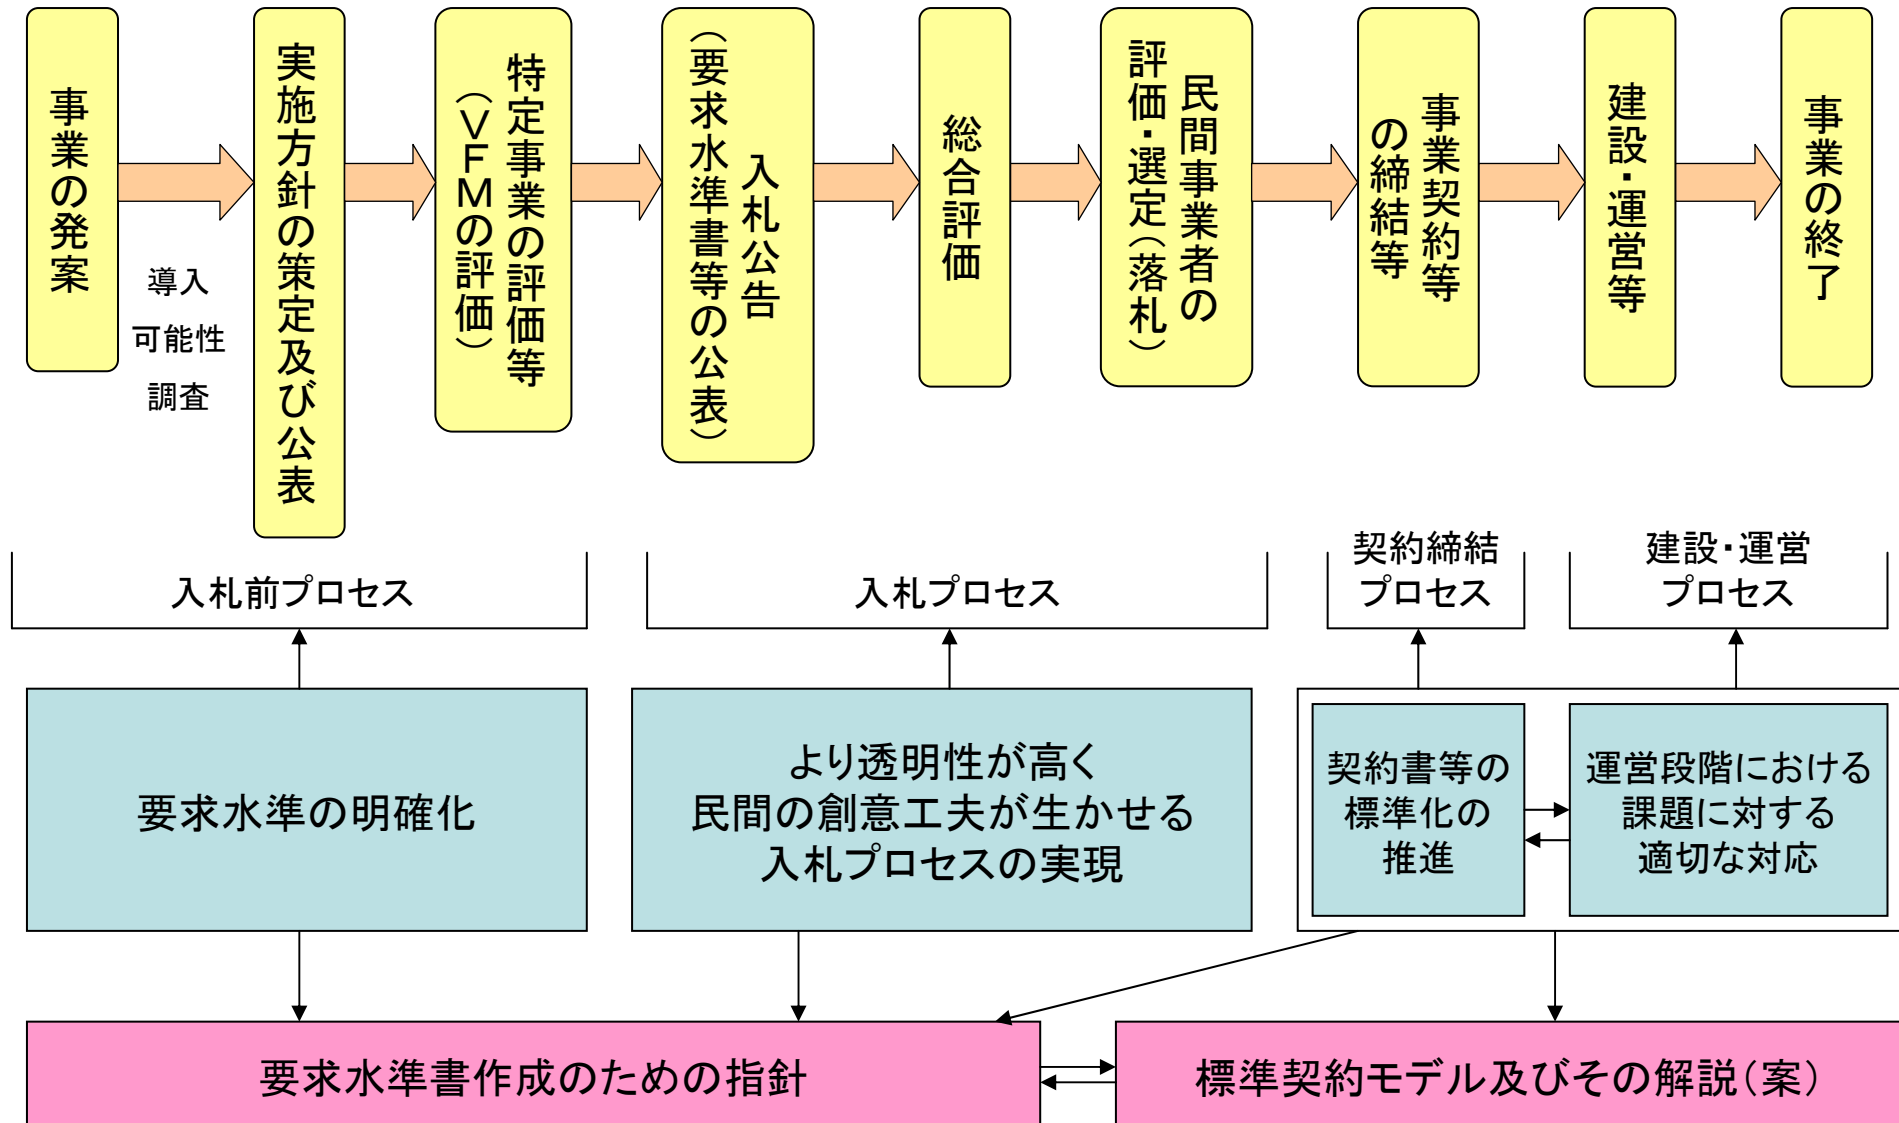 事業の発案
導入
可能性
調査
実施方針の策定及び公表
特定事業の評価等
(VFMの評価)
入札公告
(要求水準書等の公表)
総合評価
民間事業者の
評価・選定(落札)
事業契約等
の締結等
建設・運営等
事業の終了
入札前プロセス
入札プロセス
契約締結
プロセス
建設・運営
プロセス
要求水準の明確化
より透明性が高く
民間の創意工夫が生かせる
入札プロセスの実現
契約書等の
標準化の
推進
運営段階における
課題に対する
適切な対応
要求水準書作成のための指針
標準契約モデル及びその解説(案)